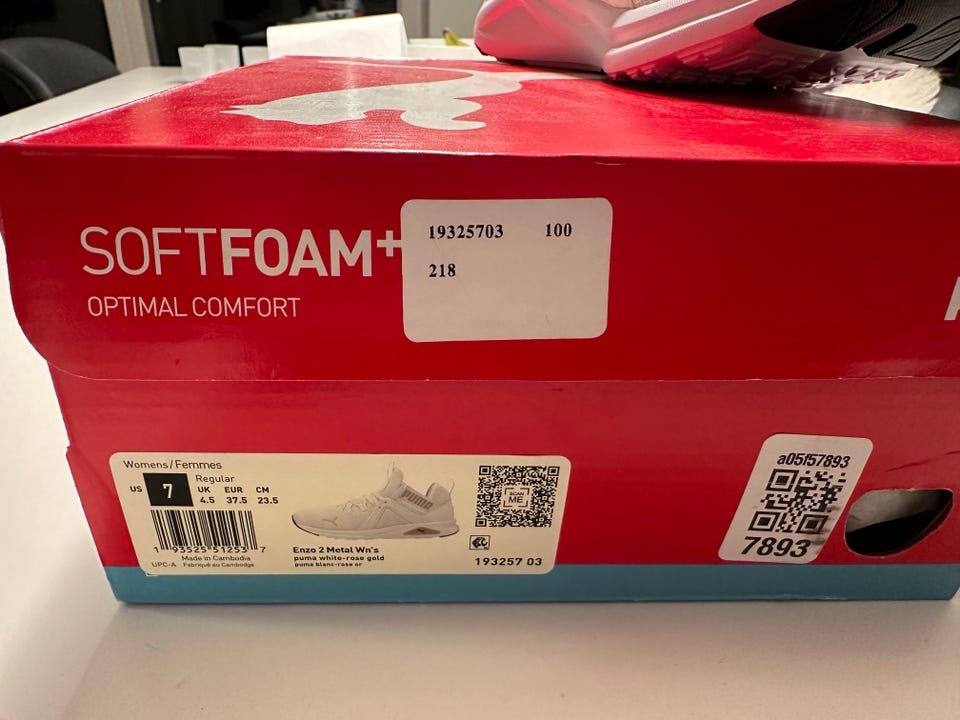 SOFTFOAM+
OPTIMAL COMFORT
19325703 100
218
Womens/Femmes
US 7
Regular
UK EUR CM
4.5 37.5 23.5
1 93525 51253 7
Made in Cambodia
UPC-A Fabriqué au Cambodge
Enzo 2 Metal Wn's
puma white-rose gold
puma blanc-rose or
SCAN
ME
193257 03
a05f57893
7893